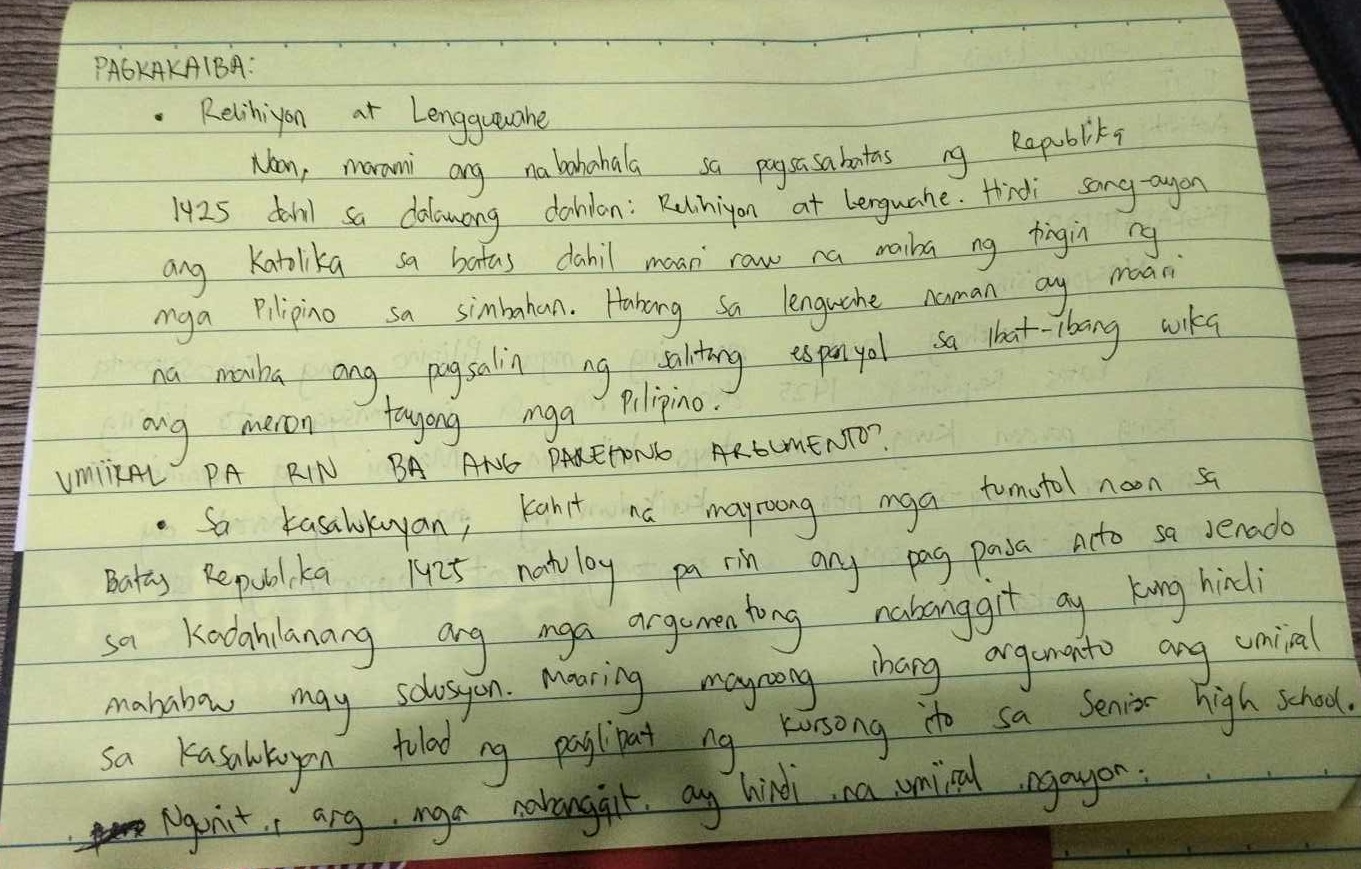 PAGKAKAIBA:
• Relihiyon at Lengguwahe
Noon, marami ang nababahala sa pagsasabatas ng Republika
1425 dahil sa dalawang dahilan: Relihiyon at Lenguahe. Hindi sang-ayon
ang Katolika sa batas dahil maari raw na maiba ng tingin ng
mga Pilipino sa simbahan. Habang sa lenguahe naman ay maari
na maiba ang pagsalin ng salitang espanyol sa ibat-ibang wika
ang meron tayong mga Pilipino.
UMIIRAL PA RIN BA ANG PAREHONG ARGUMENTO?
• Sa kasalukuyan, kahit na mayroong mga tumutol noon sa
Batas Republika 1425 natuloy pa rin ang pag pasa nito sa senado
sa Kadahilanang ang mga argumentong nabanggit ay kung hindi
mababaw may solusyon. Maaring mayroong ibang argumento ang umiiral
sa kasalukuyan tulad ng paglipat ng kursong ito sa Senior high school.
Ngunit, ang mga nabanggit ay hindi na umiiral ngayon.